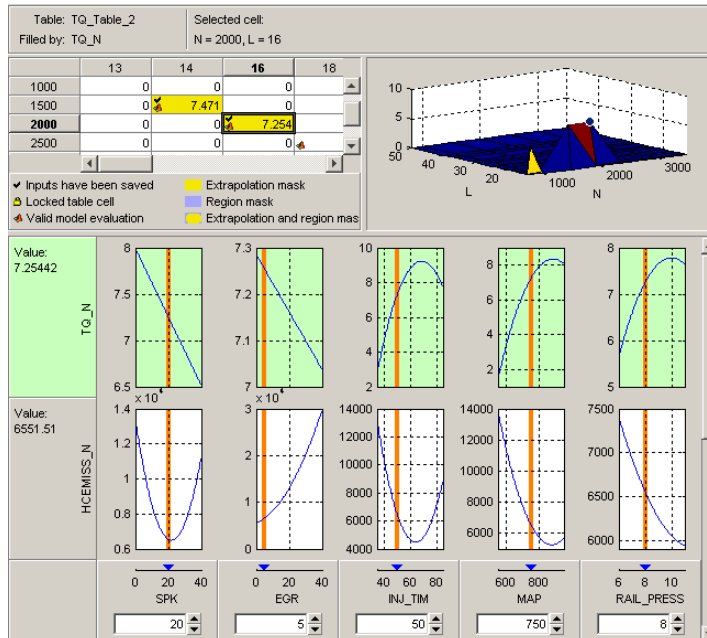 Table: TQ_Table_2 Selected cell:
Filled by: TQ_N N = 2000, L = 16
13 14 16 18
1000 0 0 0 0
1500 0 7.471 0 0
2000 0 0 7.254 0
2500 0 0 0
Inputs have been saved Extrapolation mask
Locked table cell Region mask
Valid model evaluation Extrapolation and region mas
10
5
0
50 40 30 20
L
1000 2000 3000
N
Value:
7.25442
TQ_N
8 7.5 7 6.5
7.3 7.2 7.1 7
10 8 6 4 2
8 6 4 2
8 7 6 5
Value:
6551.51
HCEMISS_N
x 10⁴ x 10⁴
1.4 1.2 1 0.8 0.6
3 2 1 0
14000 12000 10000 8000 6000 4000
14000 12000 10000 8000 6000
7500 7000 6500 6000
0 20 40 0 20 40 40 60 80 600 800 6 8 10
SPK EGR INJ_TIM MAP RAIL_PRESS
20 5 50 750 8